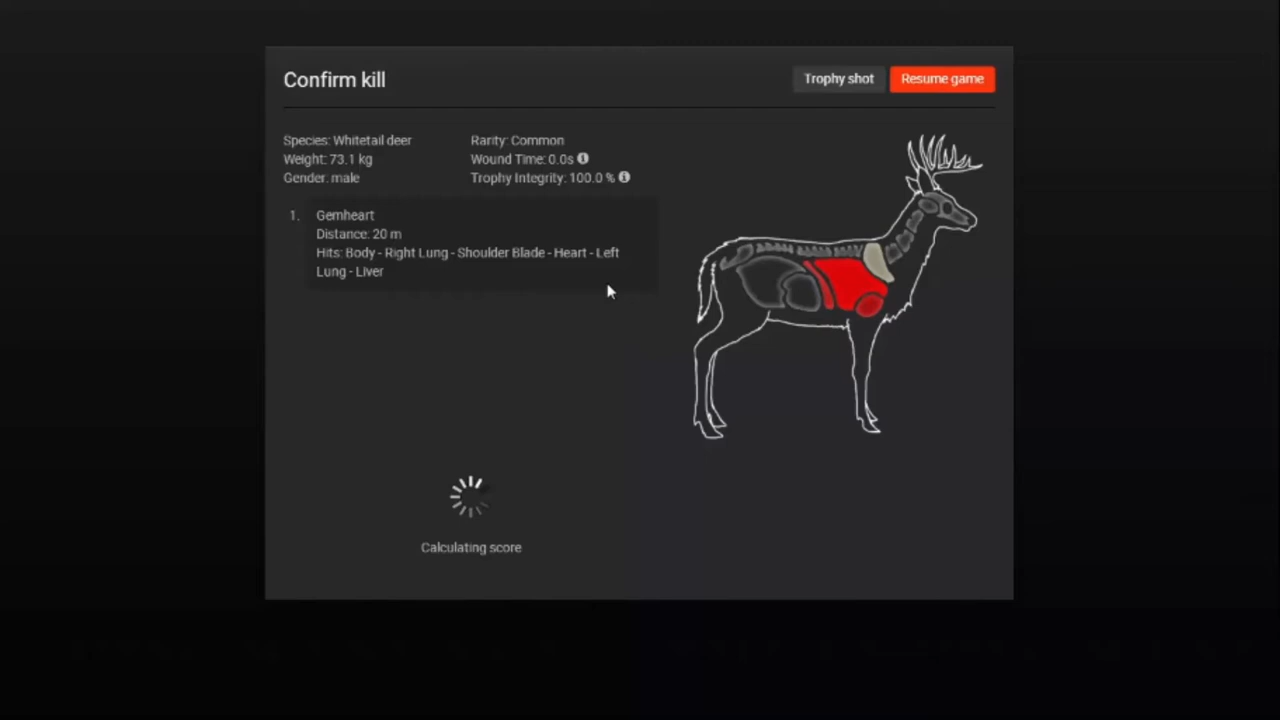 Confirm kill
Trophy shot
Resume game
Species: Whitetail deer
Rarity: Common
Weight: 73.1 kg
Wound Time: 0.0s
Gender: male
Trophy Integrity: 100.0 %
1.
Gemheart
Distance: 20 m
Hits: Body - Right Lung - Shoulder Blade - Heart - Left
Lung - Liver
Calculating score